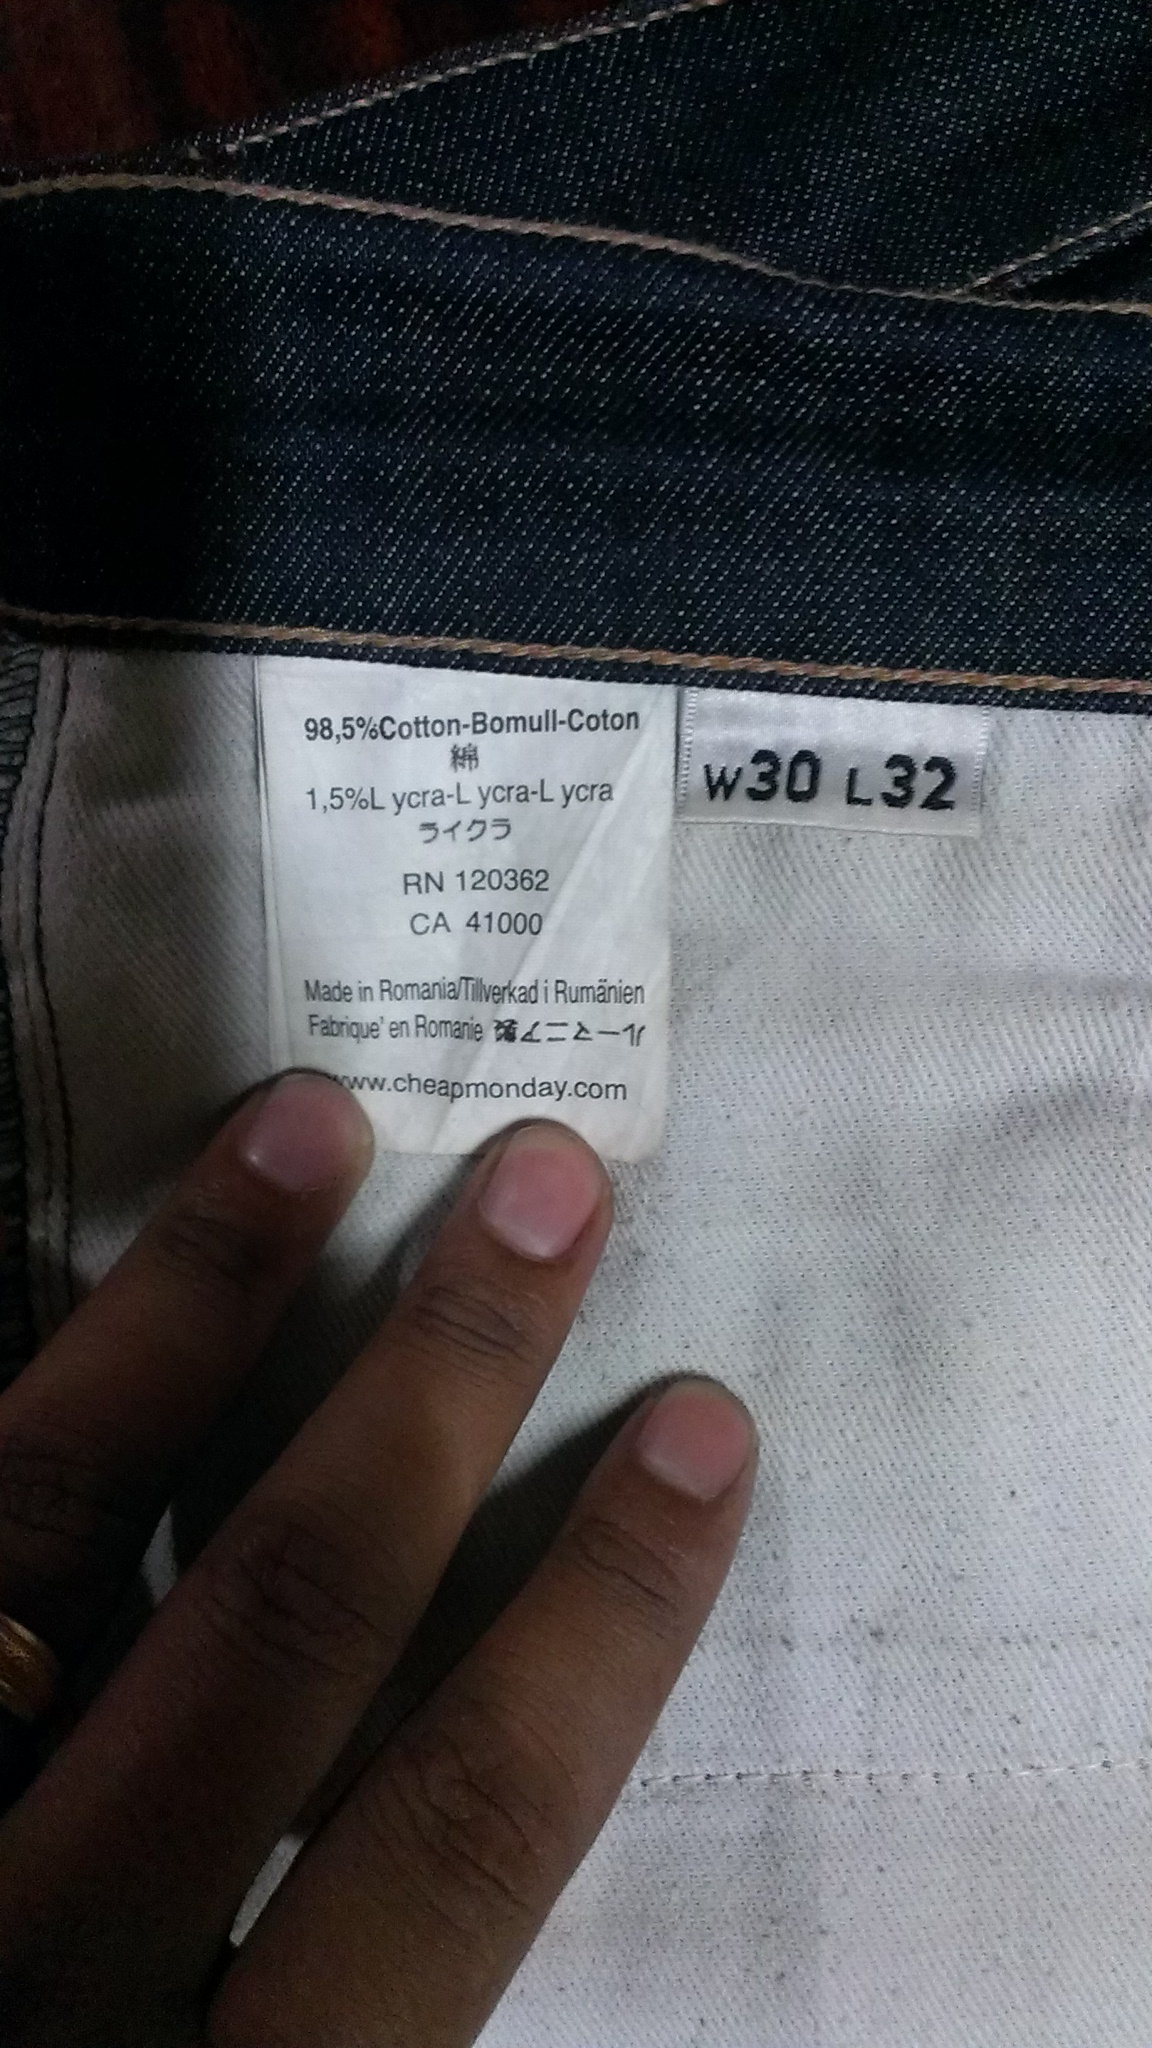 98,5%Cotton-Bomull-Coton
綿
1,5%L ycra-L ycra-L ycra
ライクラ
RN 120362
CA 41000
Made in Romania/Tillverkad i Rumänien
Fabrique' en Romanie
www.cheapmonday.com
W30 L32